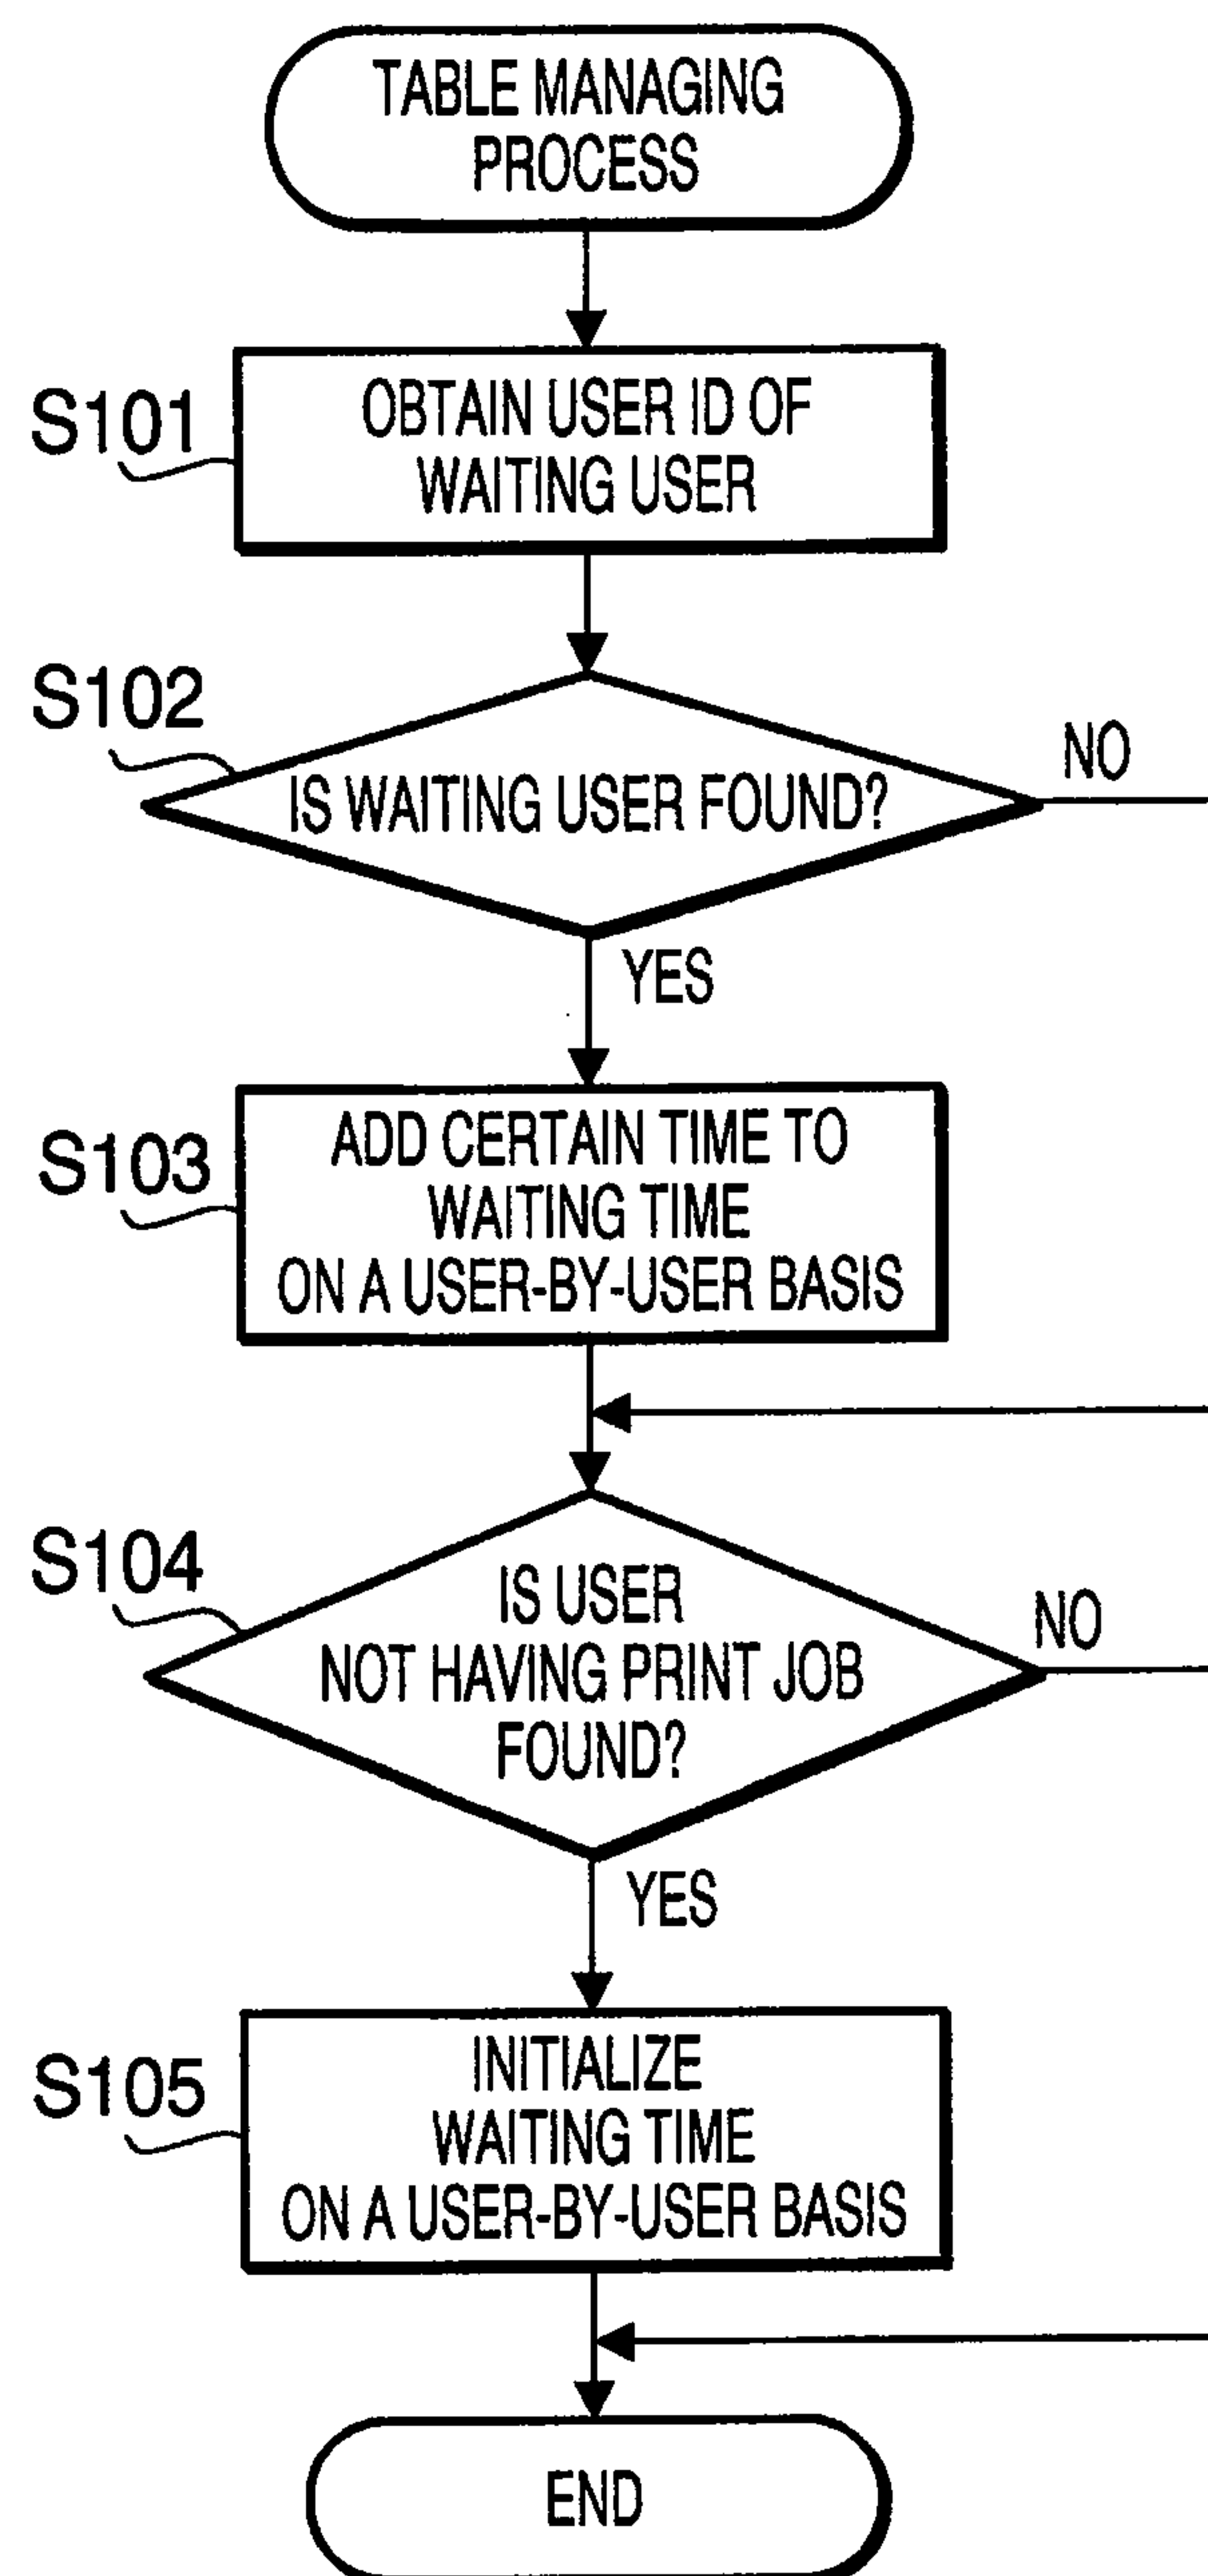 TABLE MANAGING
PROCESS
S101
OBTAIN USER ID OF
WAITING USER
S102
IS WAITING USER FOUND?
NO
YES
S103
ADD CERTAIN TIME TO
WAITING TIME
ON A USER-BY-USER BASIS
S104
IS USER
NOT HAVING PRINT JOB
FOUND?
NO
YES
S105
INITIALIZE
WAITING TIME
ON A USER-BY-USER BASIS
END